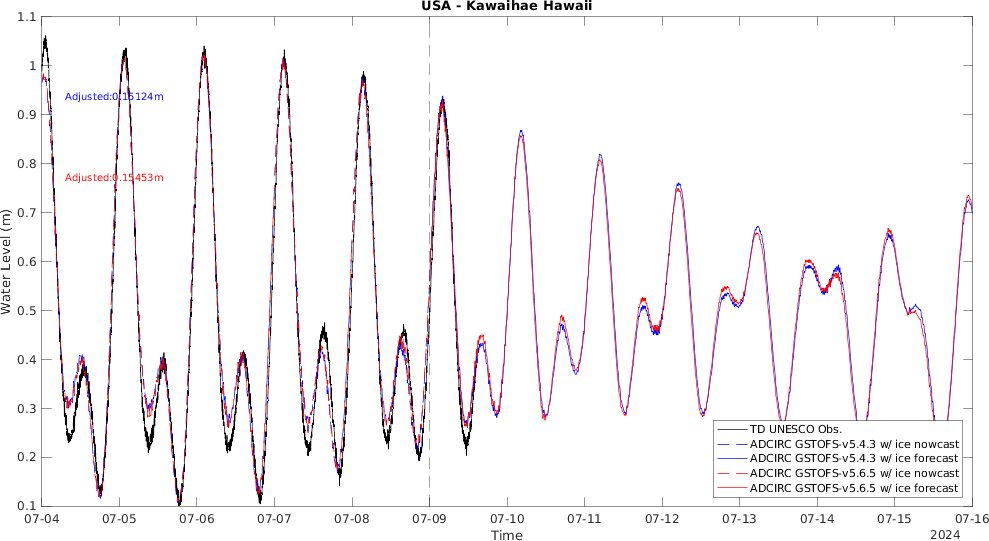 USA - Kawaihae Hawaii
1.1
1
0.9
0.8
0.7
0.6
0.5
0.4
0.3
0.2
0.1
Water Level (m)
Adjusted:0.15124m
Adjusted:0.15453m
TD UNESCO Obs.
ADCIRC GSTOFS-v5.4.3 w/ ice nowcast
ADCIRC GSTOFS-v5.4.3 w/ ice forecast
ADCIRC GSTOFS-v5.6.5 w/ ice nowcast
ADCIRC GSTOFS-v5.6.5 w/ ice forecast
07-04 07-05 07-06 07-07 07-08 07-09 07-10 07-11 07-12 07-13 07-14 07-15 07-16
Time
2024